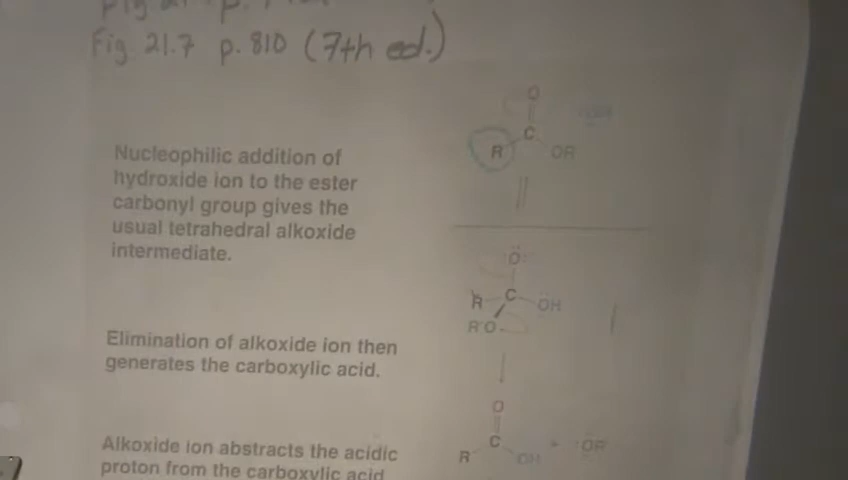 Fig. 21.7 p. 810 (7th ed.)
Nucleophilic addition of
hydroxide ion to the ester
carbonyl group gives the
usual tetrahedral alkoxide
intermediate.
Elimination of alkoxide ion then
generates the carboxylic acid.
Alkoxide ion abstracts the acidic
proton from the carboxylic acid
O
C
R
OR
O
R C OH
R'O
O
C
R OH + :OR